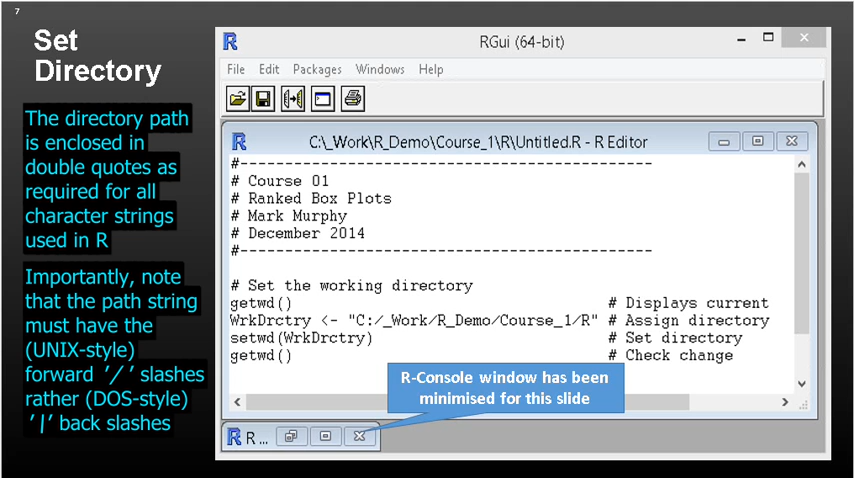 7
Set
Directory
The directory path
is enclosed in
double quotes as
required for all
character strings
used in R
Importantly, note
that the path string
must have the
(UNIX-style)
forward ’/’ slashes
rather (DOS-style)
’|’ back slashes
R RGui (64-bit)
File Edit Packages Windows Help
R C:\_Work\R_Demo\Course_1\R\Untitled.R - R Editor
#-----------------------------------------------
# Course 01
# Ranked Box Plots
# Mark Murphy
# December 2014
#-----------------------------------------------
# Set the working directory
getwd() # Displays current
WrkDrctry <- "C:/_Work/R_Demo/Course_1/R" # Assign directory
setwd(WrkDrctry) # Set directory
getwd() # Check change
R-Console window has been
minimised for this slide
R R ...